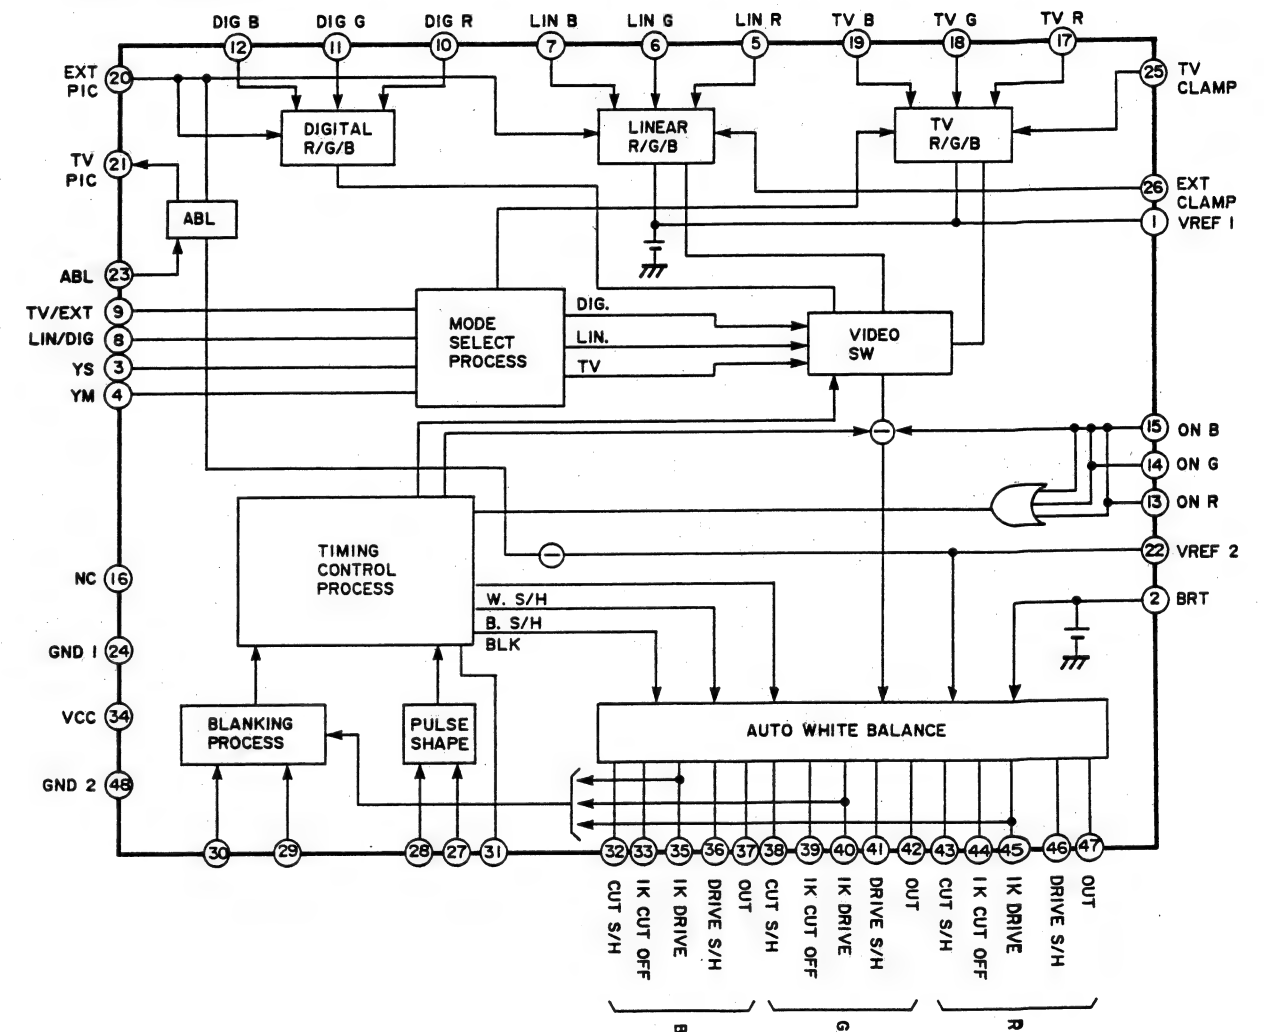 DIG B
DIG G
DIG R
LIN B
LIN G
LIN R
TV B
TV G
TV R
12
11
10
7
6
5
19
18
17
EXT
PIC
20
25
TV
CLAMP
DIGITAL
R/G/B
LINEAR
R/G/B
TV
R/G/B
TV
PIC
21
26
EXT
CLAMP
ABL
1
VREF 1
ABL
23
TV/EXT
9
LIN/DIG
8
YS
3
YM
4
MODE
SELECT
PROCESS
DIG.
LIN.
TV
VIDEO
SW
15
ON B
14
ON G
13
ON R
TIMING
CONTROL
PROCESS
22
VREF 2
NC
16
W. S/H
B. S/H
BLK
2
BRT
GND 1
24
VCC
34
BLANKING
PROCESS
PULSE
SHAPE
AUTO WHITE BALANCE
GND 2
48
30
29
28
27
31
32
33
35
36
37
38
39
40
41
42
43
44
45
46
47
CUT S/H
IK CUT OFF
IK DRIVE
DRIVE S/H
OUT
CUT S/H
IK CUT OFF
IK DRIVE
DRIVE S/H
OUT
CUT S/H
IK CUT OFF
IK DRIVE
DRIVE S/H
OUT
B
G
R